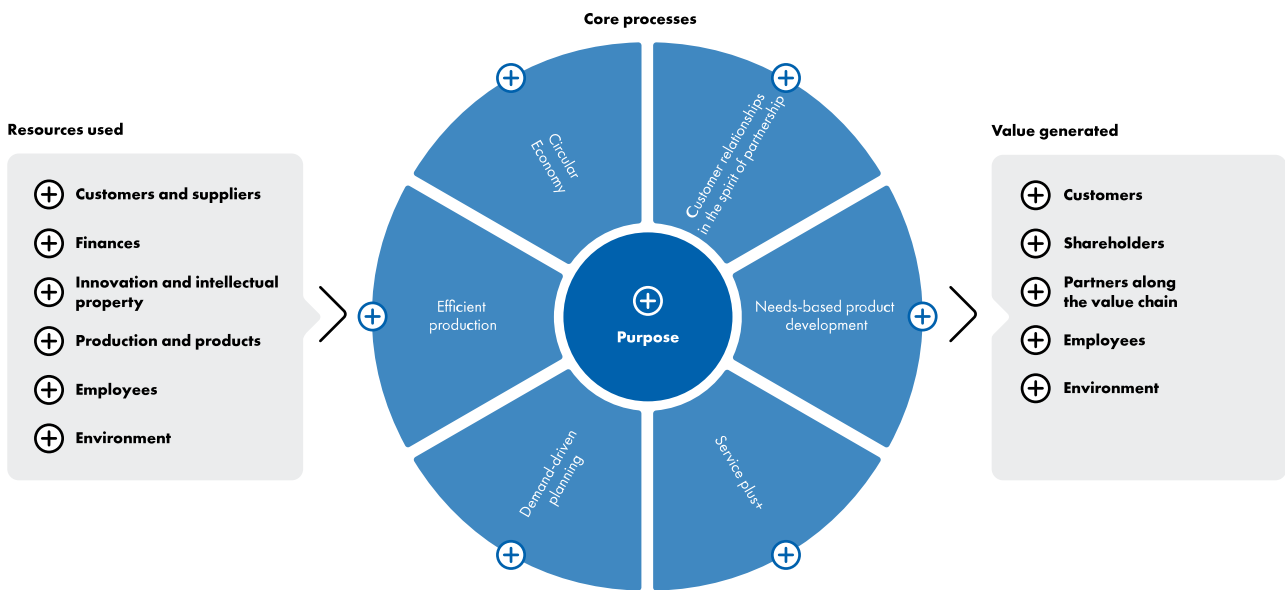 Core processes
Resources used
Customers and suppliers
Finances
Innovation and intellectual
property
Production and products
Employees
Environment
Circular
Economy
Customer relationships
in the spirit of partnership
Efficient
production
Purpose
Needs-based product
development
Demand-driven
planning
Service plus+
Value generated
Customers
Shareholders
Partners along
the value chain
Employees
Environment